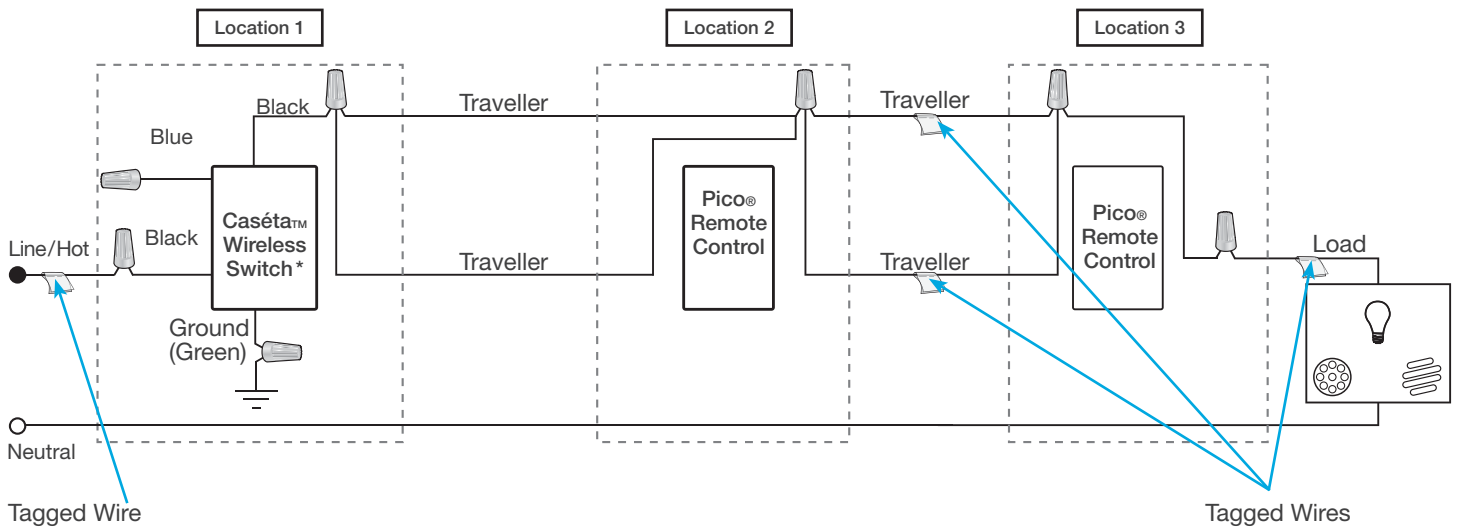 Location 1
Location 2
Location 3
Black
Traveller
Traveller
Blue
Caséta™
Wireless
Switch*
Pico®
Remote
Control
Pico®
Remote
Control
Line/Hot
Black
Traveller
Traveller
Load
Ground
(Green)
Neutral
Tagged Wire
Tagged Wires